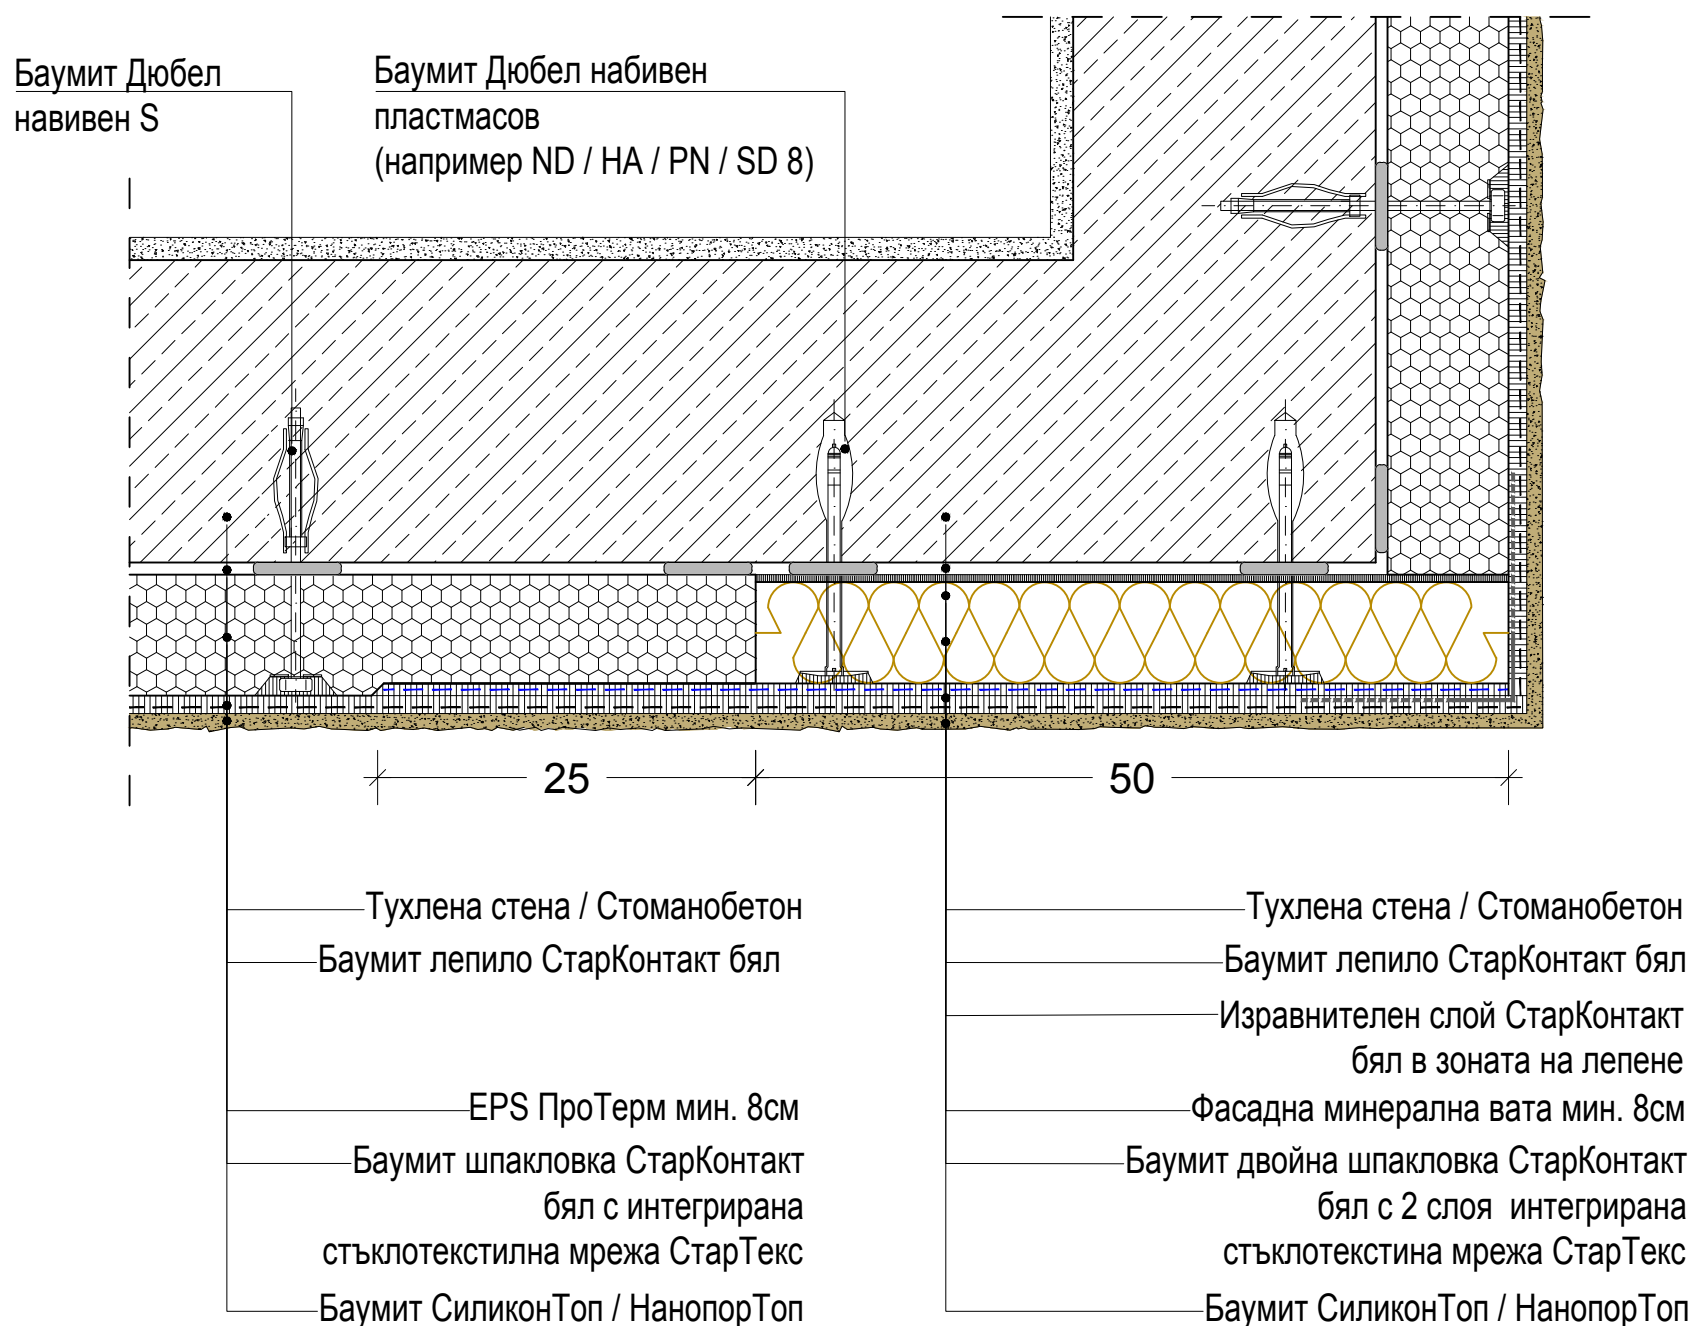 Баумит Дюбел
навивен S
Баумит Дюбел набивен
пластмасов
(например ND / HA / PN / SD 8)
25
50
Тухлена стена / Стоманобетон
Баумит лепило СтарКонтакт бял
EPS ПроТерм мин. 8см
Баумит шпакловка СтарКонтакт
бял с интегрирана
стъклотекстилна мрежа СтарТекс
Баумит СиликонТоп / НанопорТоп
Тухлена стена / Стоманобетон
Баумит лепило СтарКонтакт бял
Изравнителен слой СтарКонтакт
бял в зоната на лепене
Фасадна минерална вата мин. 8см
Баумит двойна шпакловка СтарКонтакт
бял с 2 слоя интегрирана
стъклотекстина мрежа СтарТекс
Баумит СиликонТоп / НанопорТоп